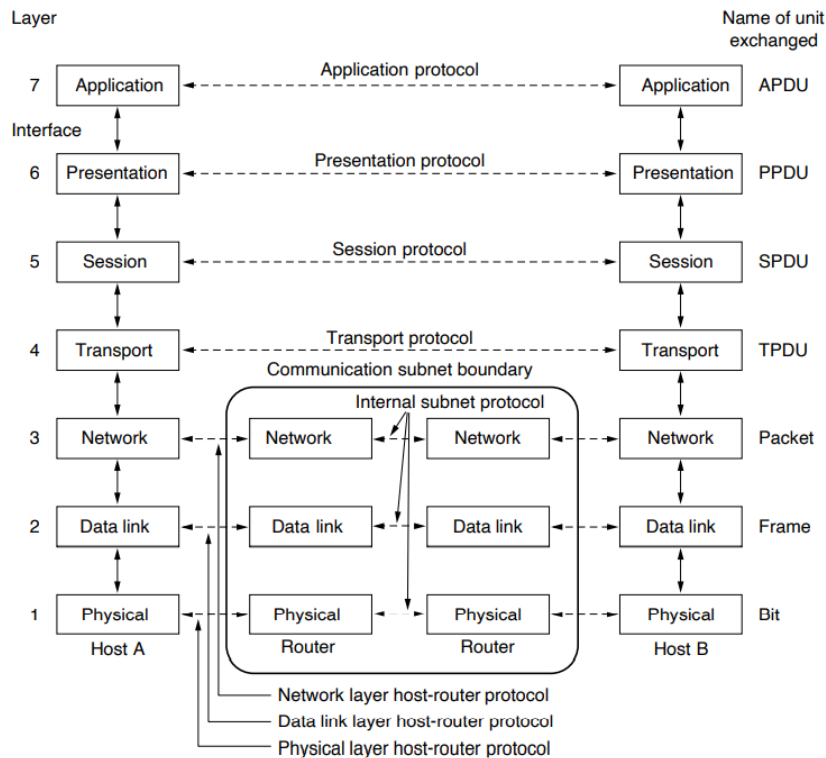 Layer
Name of unit
exchanged
Application protocol
7 Application Application APDU
Interface
Presentation protocol
6 Presentation Presentation PPDU
Session protocol
5 Session Session SPDU
Transport protocol
4 Transport Transport TPDU
Communication subnet boundary
Internal subnet protocol
3 Network Network Network Network Packet
2 Data link Data link Data link Data link Frame
1 Physical Physical Physical Physical Bit
Host A Router Router Host B
Network layer host-router protocol
Data link layer host-router protocol
Physical layer host-router protocol